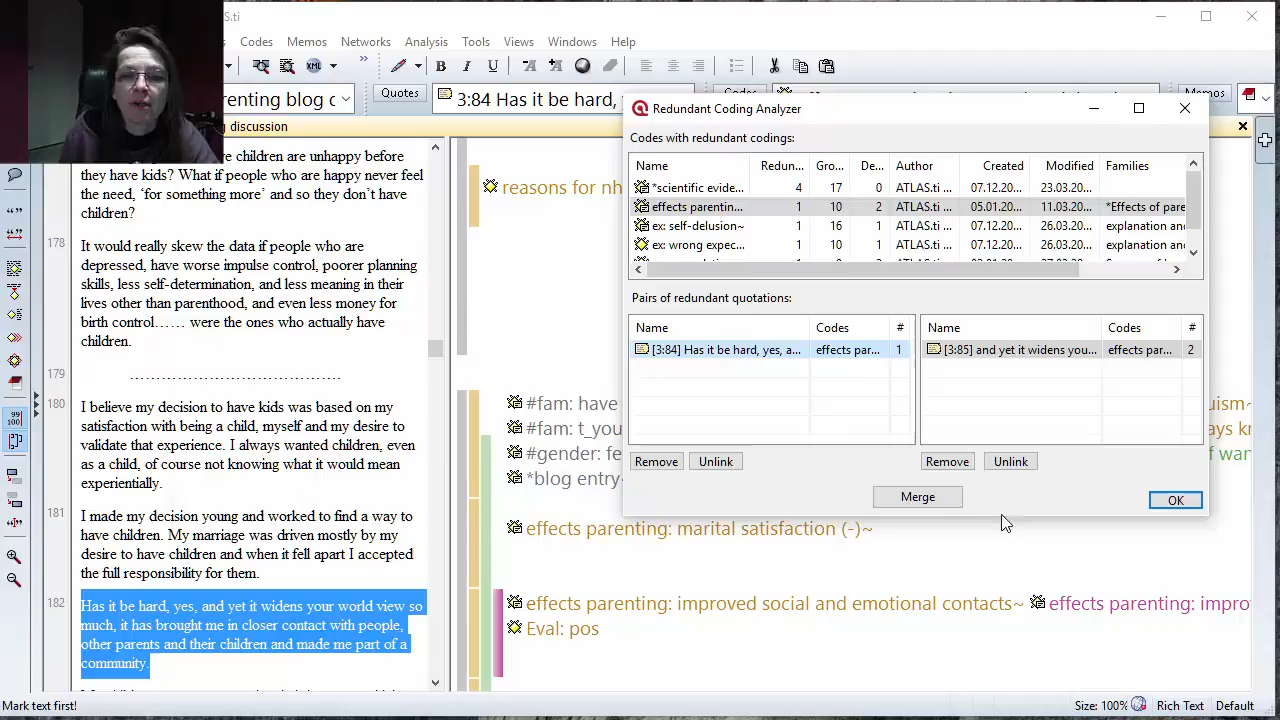 S.ti
Codes Memos Networks Analysis Tools Views Windows Help
XML » B I U A A
enting blog c Quotes 3:84 Has it be hard, Codes Memos
discussion
children are unhappy before
they have kids? What if people who are happy never feel
the need, ‘for something more’ and so they don’t have
children?
178 It would really skew the data if people who are
depressed, have worse impulse control, poorer planning
skills, less self-determination, and less meaning in their
lives other than parenthood, and even less money for
birth control…… were the ones who actually have
children.
179 ……………………………………
180 I believe my decision to have kids was based on my
satisfaction with being a child, myself and my desire to
validate that experience. I always wanted children, even
as a child, of course not knowing what it would mean
experientially.
181 I made my decision young and worked to find a way to
have children. My marriage was driven mostly by my
desire to have children and when it fell apart I accepted
the full responsibility for them.
182 Has it be hard, yes, and yet it widens your world view so
much, it has brought me in closer contact with people,
other parents and their children and made me part of a
community.
reasons for nh
#fam: have
#fam: t_you
#gender: fe
*blog entry
uism~
ys k
of wan
effects parenting: marital satisfaction (-)~
effects parenting: improved social and emotional contacts~ effects parenting: impro
Eval: pos
Redundant Coding Analyzer
Codes with redundant codings:
Name Redun... Gro... De... Author Created Modified Families
*scientific evide... 4 17 0 ATLAS.ti ... 07.12.20... 23.03.20...
effects parentin... 1 10 2 ATLAS.ti ... 05.01.20... 11.03.20... *Effects of pare
ex: self-delusion~ 1 16 1 ATLAS.ti ... 07.12.20... 26.03.20... explanation an
ex: wrong expec... 1 10 1 ATLAS.ti ... 07.12.20... 26.03.20... explanation an
Pairs of redundant quotations:
Name Codes #
[3:84] Has it be hard, yes, a... effects par... 1
Name Codes #
[3:85] and yet it widens you... effects par... 2
Remove Unlink
Remove Unlink
Merge
OK
Mark text first!
Size: 100% Rich Text Default